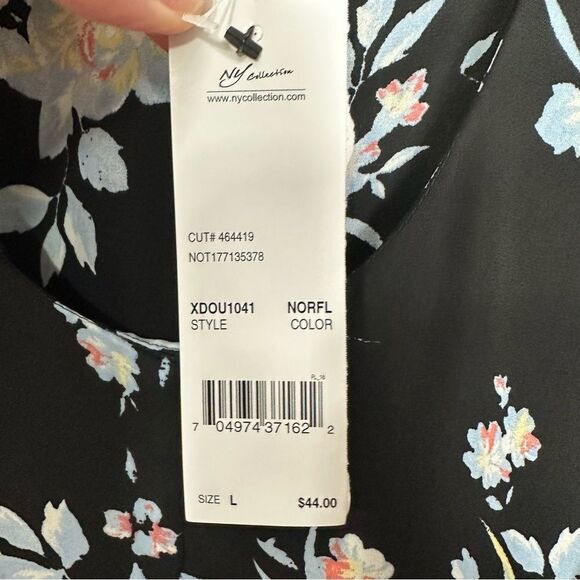 NY Collection
www.nycollection.com
CUT# 464419
NOT177135378
XDOU1041 NORFL
STYLE COLOR
PL_16
7 04974 37162 2
SIZE L $44.00